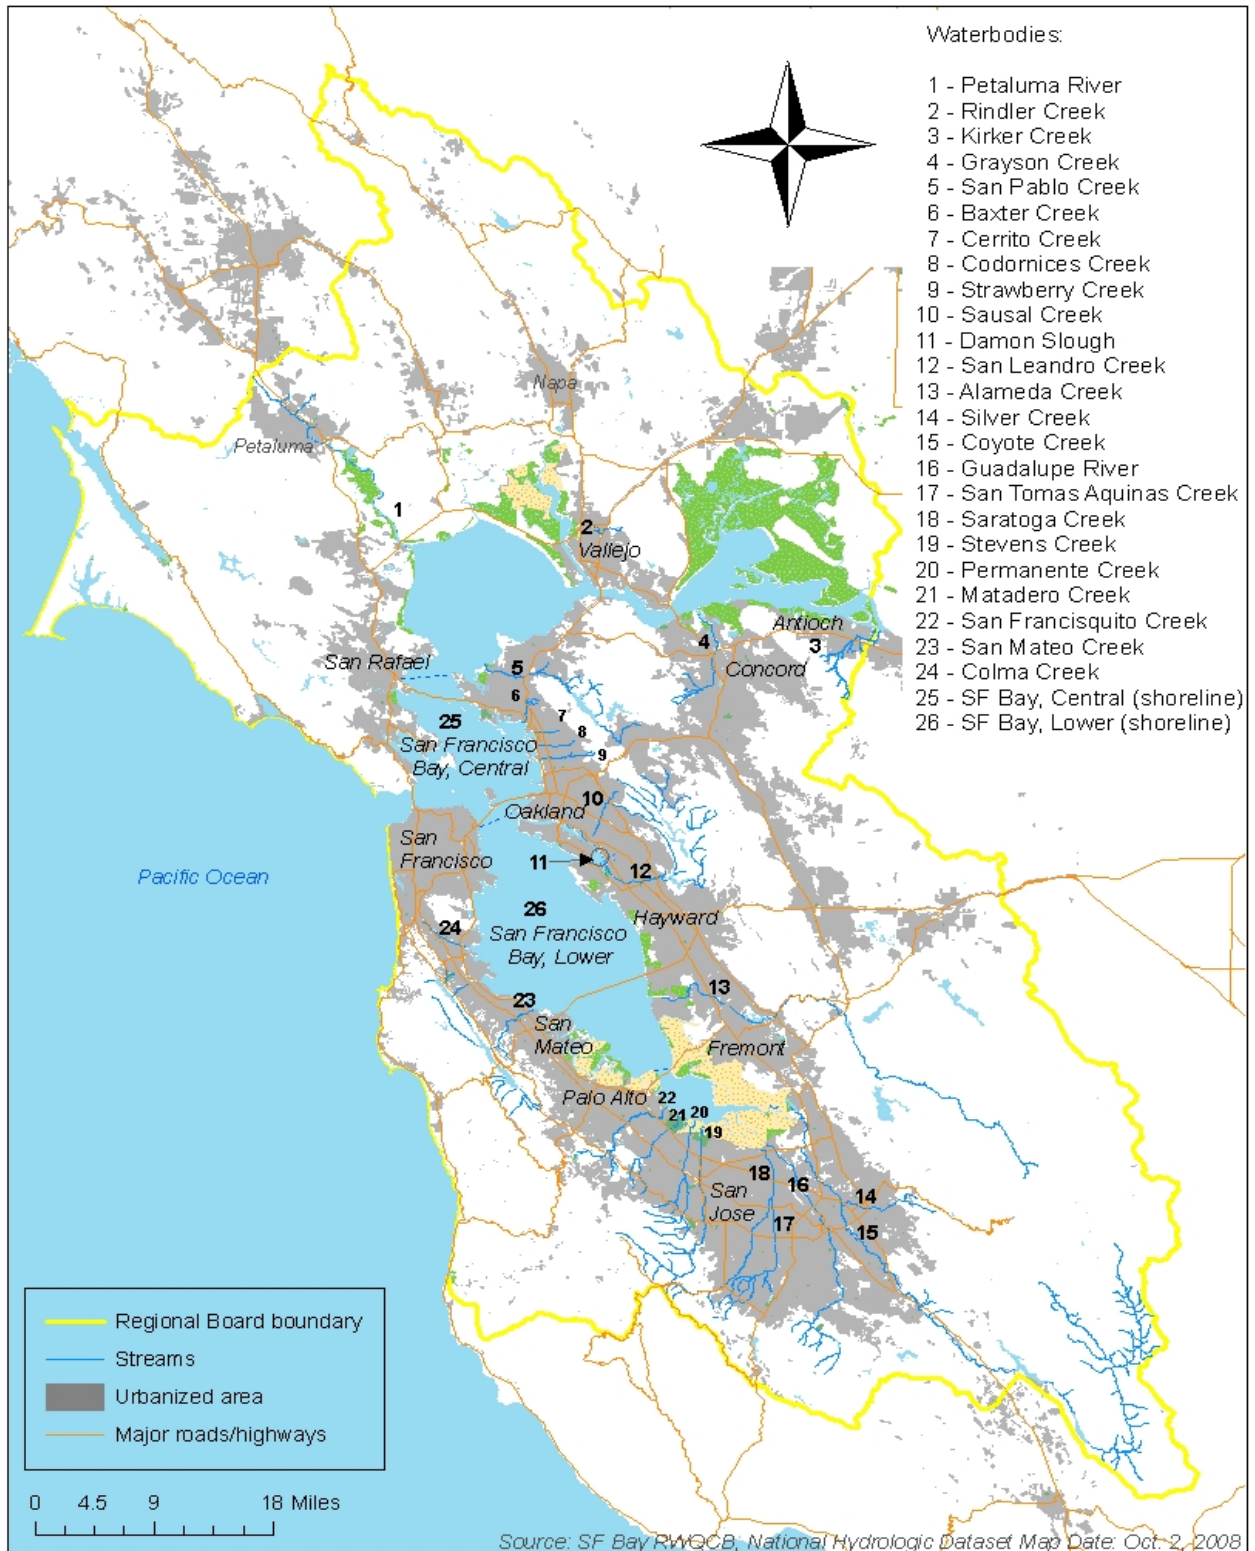 Waterbodies:
1 - Petaluma River
2 - Rindler Creek
3 - Kirker Creek
4 - Grayson Creek
5 - San Pablo Creek
6 - Baxter Creek
7 - Cerrito Creek
8 - Codornices Creek
9 - Strawberry Creek
10 - Sausal Creek
11 - Damon Slough
12 - San Leandro Creek
13 - Alameda Creek
14 - Silver Creek
15 - Coyote Creek
16 - Guadalupe River
17 - San Tomas Aquinas Creek
18 - Saratoga Creek
19 - Stevens Creek
20 - Permanente Creek
21 - Matadero Creek
22 - San Francisquito Creek
23 - San Mateo Creek
24 - Colma Creek
25 - SF Bay, Central (shoreline)
26 - SF Bay, Lower (shoreline)
Napa
Petaluma
1
2
Vallejo
Antioch
3
4
Concord
San Rafael
5
6
7
8
9
25
San Francisco
Bay, Central
10
Oakland
San
Francisco
11
12
Pacific Ocean
26
San Francisco
Bay, Lower
Hayward
24
13
23
San
Mateo
Fremont
Palo Alto
22
21
20
19
18
16
14
San
Jose
17
15
Regional Board boundary
Streams
Urbanized area
Major roads/highways
0 4.5 9 18 Miles
Source: SF Bay RWQCB, National Hydrologic Dataset Map Date: Oct. 2, 2008